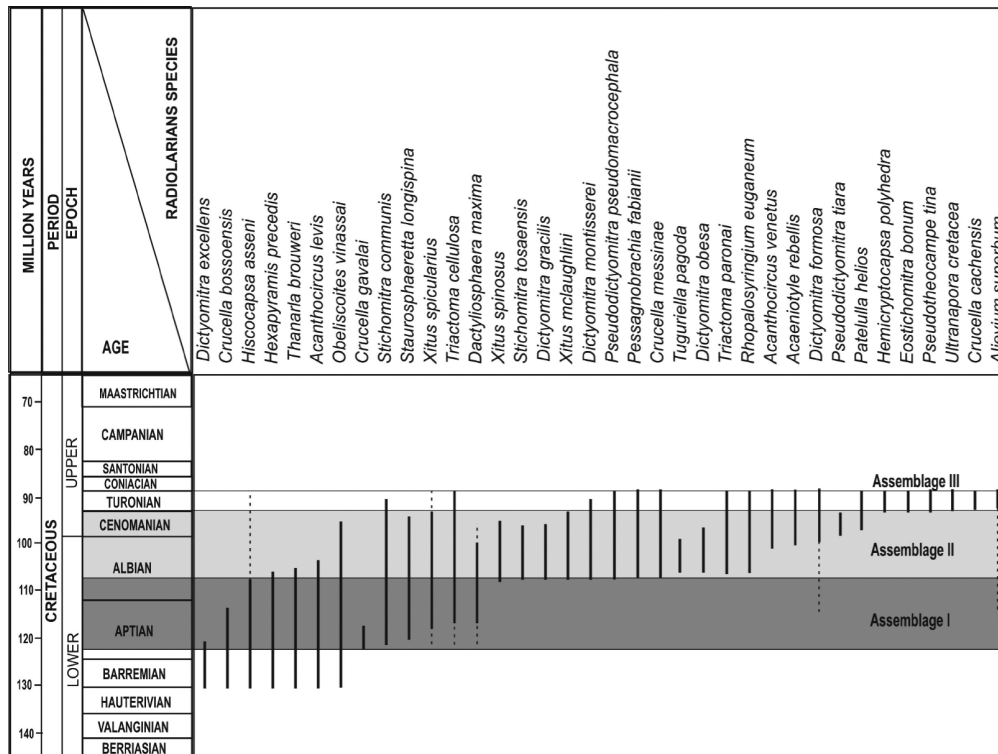 MILLION YEARS
PERIOD
EPOCH
RADIOLARIANS SPECIES
AGE
Dictyomitra excellens
Crucella bossoensis
Hiscocapsa asseni
Hexapyramis precedis
Thanarla brouweri
Acanthocircus levis
Obeliscoites vinassai
Crucella gavalai
Stichomitra communis
Staurosphaeretta longispina
Xitus spicularius
Triactoma cellulosa
Dactyliosphaera maxima
Xitus spinosus
Stichomitra tosaensis
Dictyomitra gracilis
Xitus mclaughlini
Dictyomitra montisserei
Pseudodictyomitra pseudomacrocephala
Pessagnobrachia fabianii
Crucella messinae
Tuguriella pagoda
Dictyomitra obesa
Triactoma paronai
Rhopalosyringium euganeum
Acanthocircus venetus
Acaeniotyle rebellis
Dictyomitra formosa
Pseudodictyomitra tiara
Patelulla helios
Hemicryptocapsa polyhedra
Eostichomitra bonum
Pseudothecocampe tina
Ultranapora cretacea
Crucella cachensis
Alievium superbum
70
80
90
100
110
120
130
140
CRETACEOUS
UPPER
LOWER
MAASTRICHTIAN
CAMPANIAN
SANTONIAN
CONIACIAN
TURONIAN
CENOMANIAN
ALBIAN
APTIAN
BARREMIAN
HAUTERIVIAN
VALANGINIAN
BERRIASIAN
Assemblage III
Assemblage II
Assemblage I